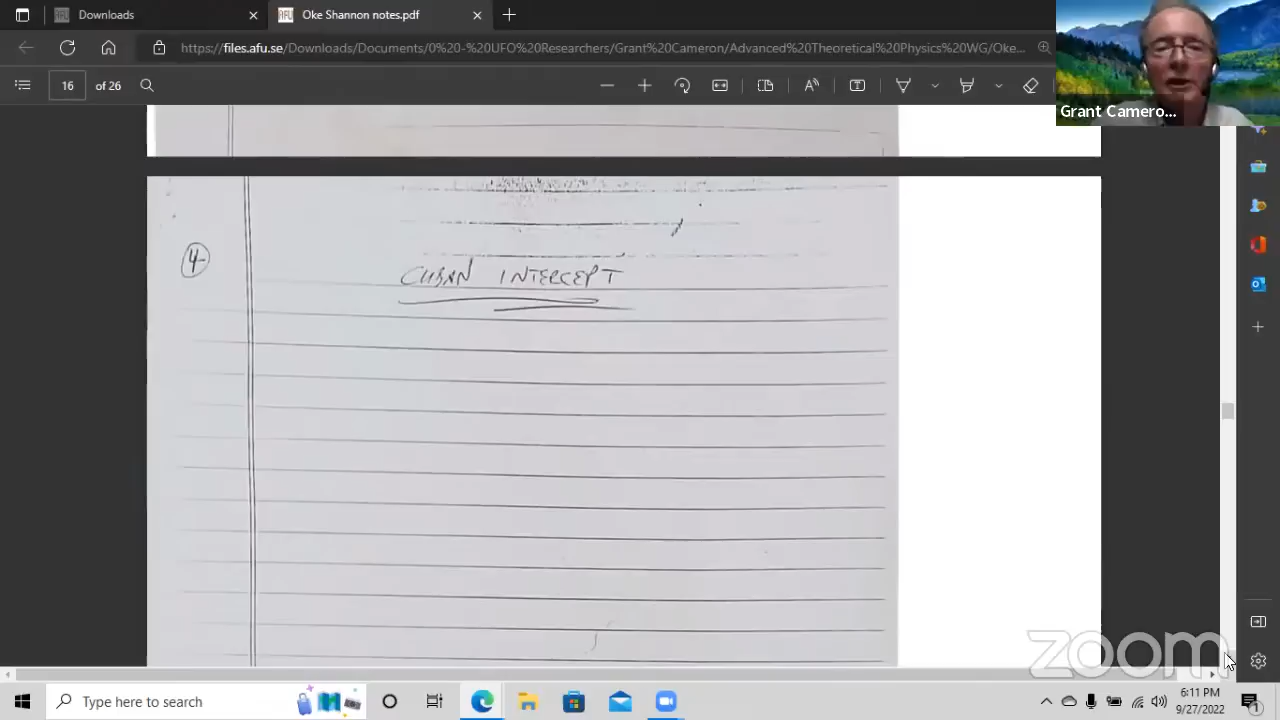 Downloads
Oke Shannon notes.pdf
https://files.afu.se/Downloads/Documents/0%20-%20UFO%20Researchers/Grant%20Cameron/Advanced%20Theoretical%20Physics%20WG/Oke...
16 of 26
Grant Camero...
4
CUBAN INTERCEPT
zoom
Type here to search
6:11 PM
9/27/2022